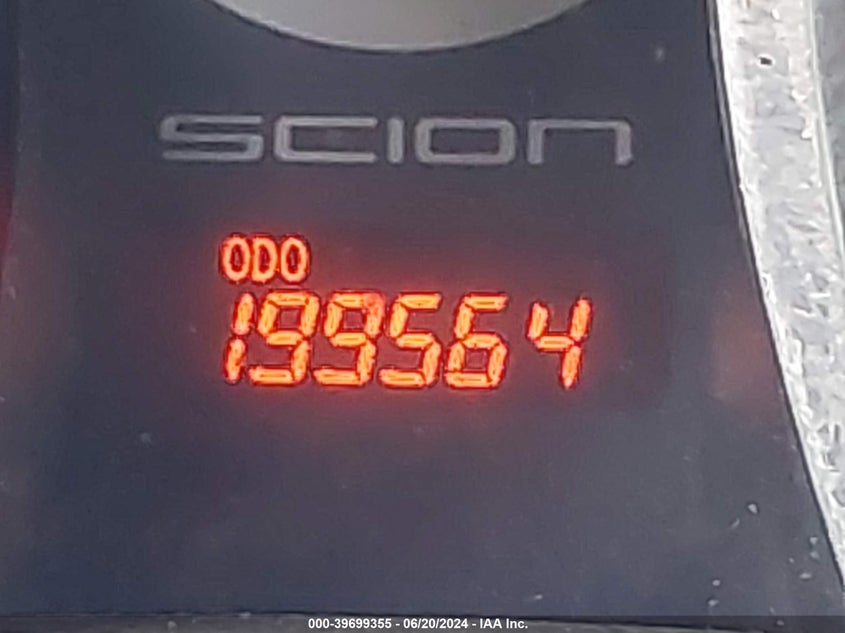 SCION
ODO
199564
000-39699355 - 06/20/2024 - IAA Inc.